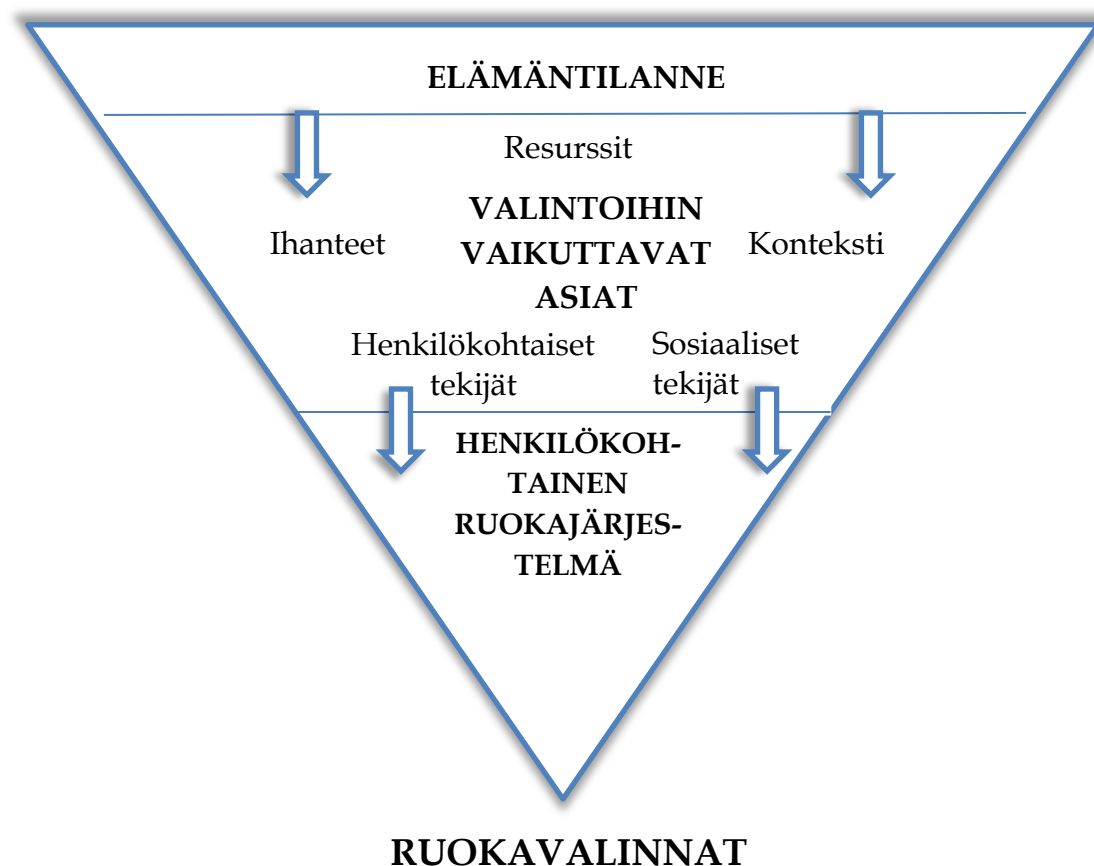 ELÄMÄNTILANNE
Resurssit
VALINTOIHIN
VAIKUTTAVAT
ASIAT
Ihanteet
Konteksti
Henkilökohtaiset
tekijät
Sosiaaliset
tekijät
HENKILÖKOH-
TAINEN
RUOKAJÄRJES-
TELMÄ
RUOKAVALINNAT